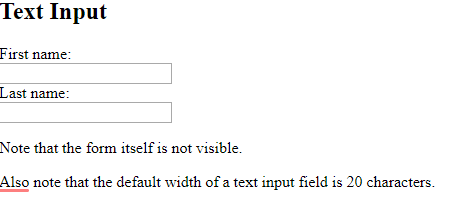 Text Input
First name:
Last name:
Note that the form itself is not visible.
Also note that the default width of a text input field is 20 characters.